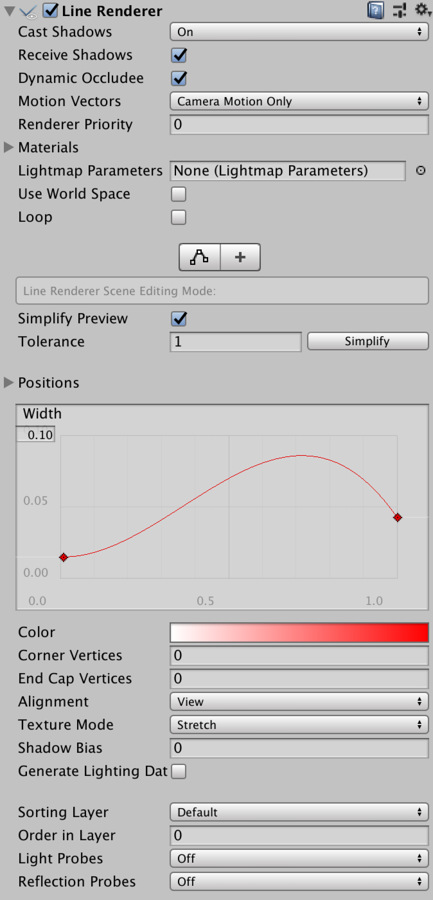 Line Renderer
Cast Shadows On
Receive Shadows
Dynamic Occludee
Motion Vectors Camera Motion Only
Renderer Priority 0
Materials
Lightmap Parameters None (Lightmap Parameters)
Use World Space
Loop
Line Renderer Scene Editing Mode:
Simplify Preview
Tolerance 1 Simplify
Positions
Width
0.10
0.05
0.00
0.0 0.5 1.0
Color
Corner Vertices 0
End Cap Vertices 0
Alignment View
Texture Mode Stretch
Shadow Bias 0
Generate Lighting Dat
Sorting Layer Default
Order in Layer 0
Light Probes Off
Reflection Probes Off